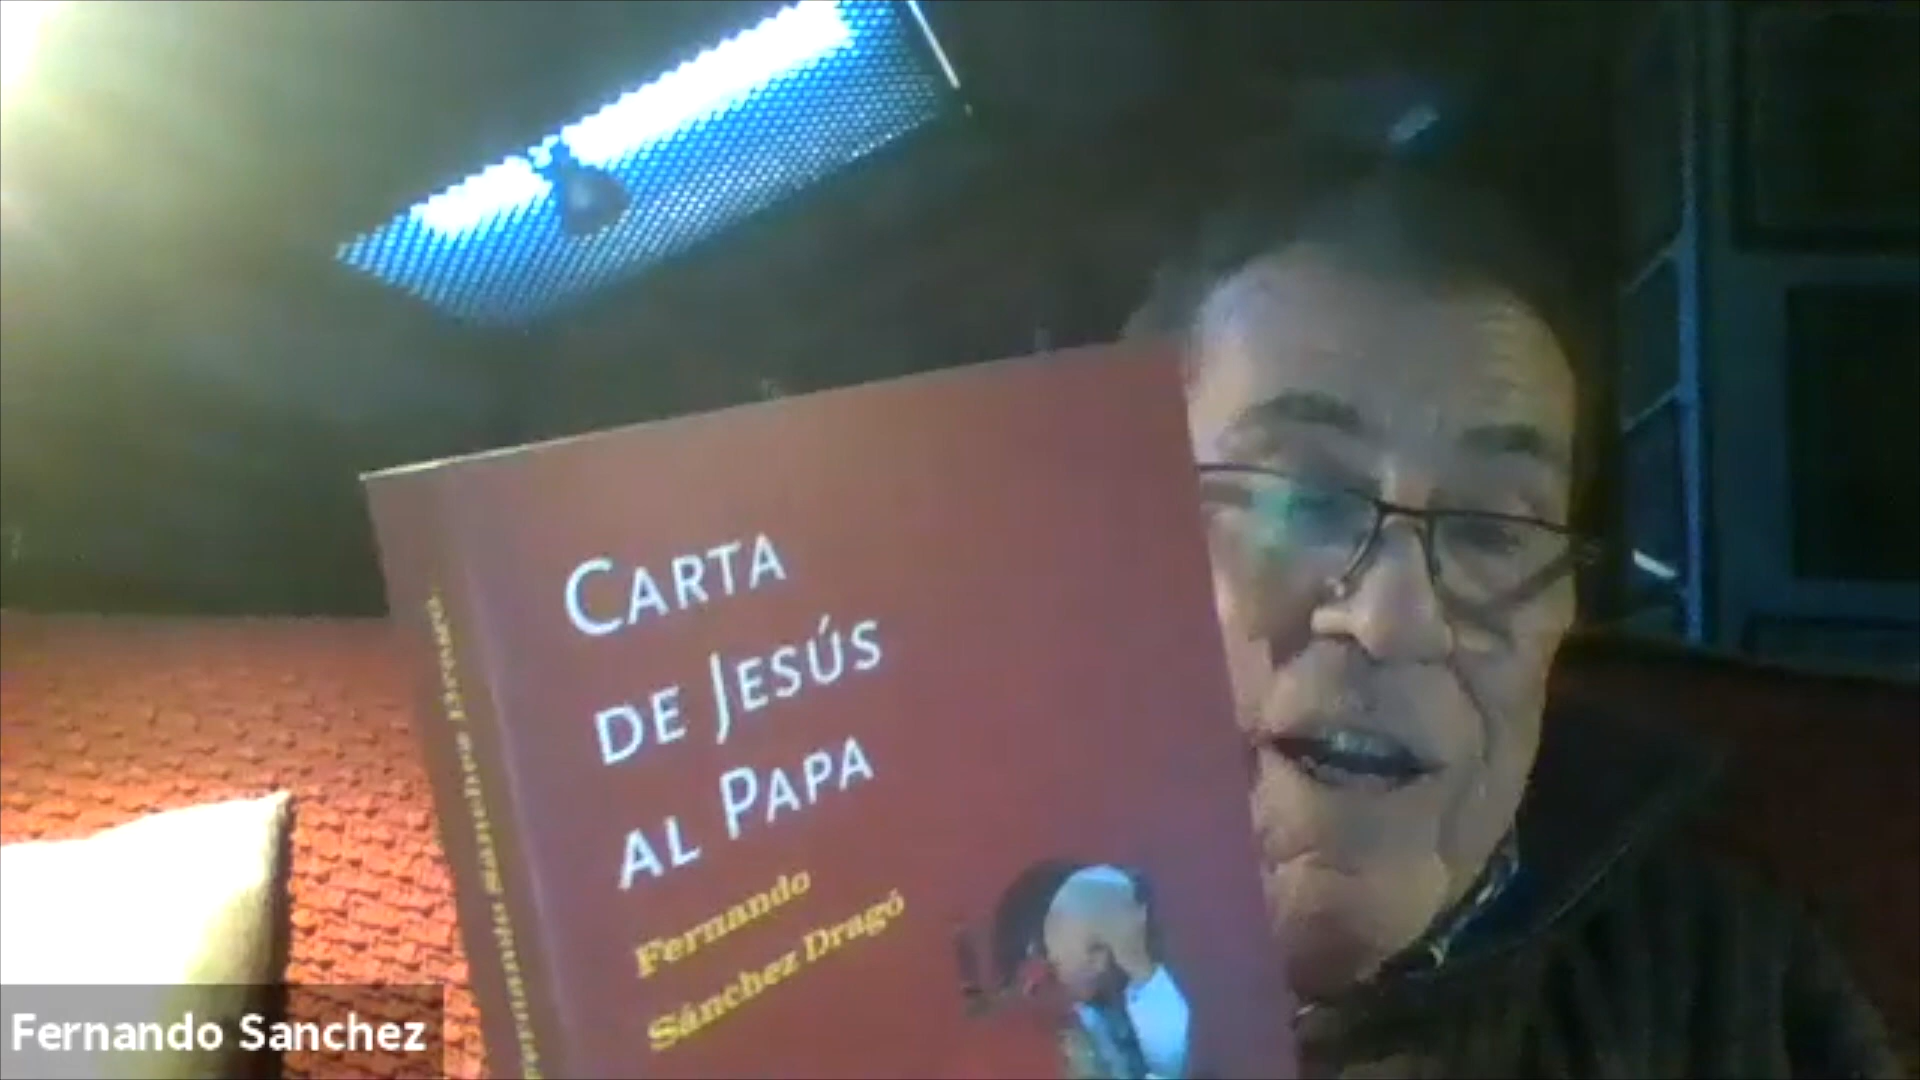 CARTA
DE JESÚS
AL PAPA
Fernando
Sánchez Dragó
Fernando Sánchez Dragó
Fernando Sanchez